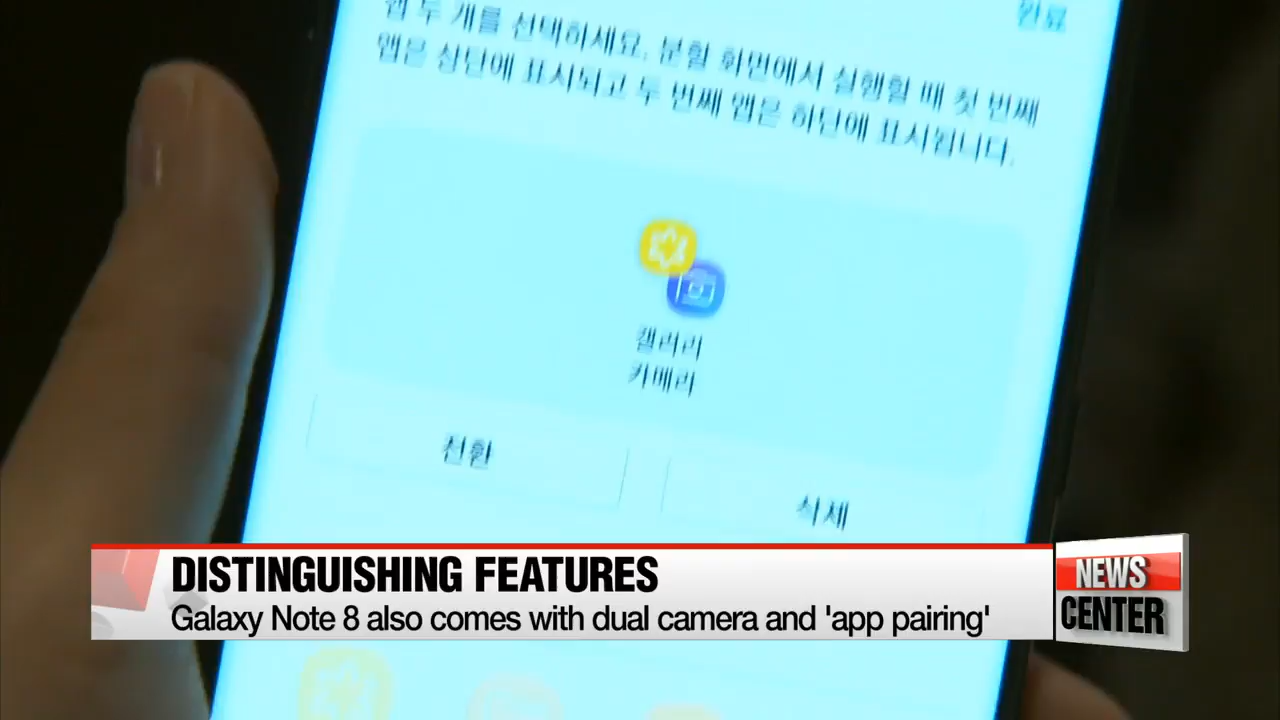 완료
앱 두 개를 선택하세요. 분할 화면에서 실행할 때 첫 번째
앱은 상단에 표시되고 두 번째 앱은 하단에 표시됩니다.
갤러리
카메라
전환
삭제
DISTINGUISHING FEATURES
Galaxy Note 8 also comes with dual camera and 'app pairing'
NEWS
CENTER